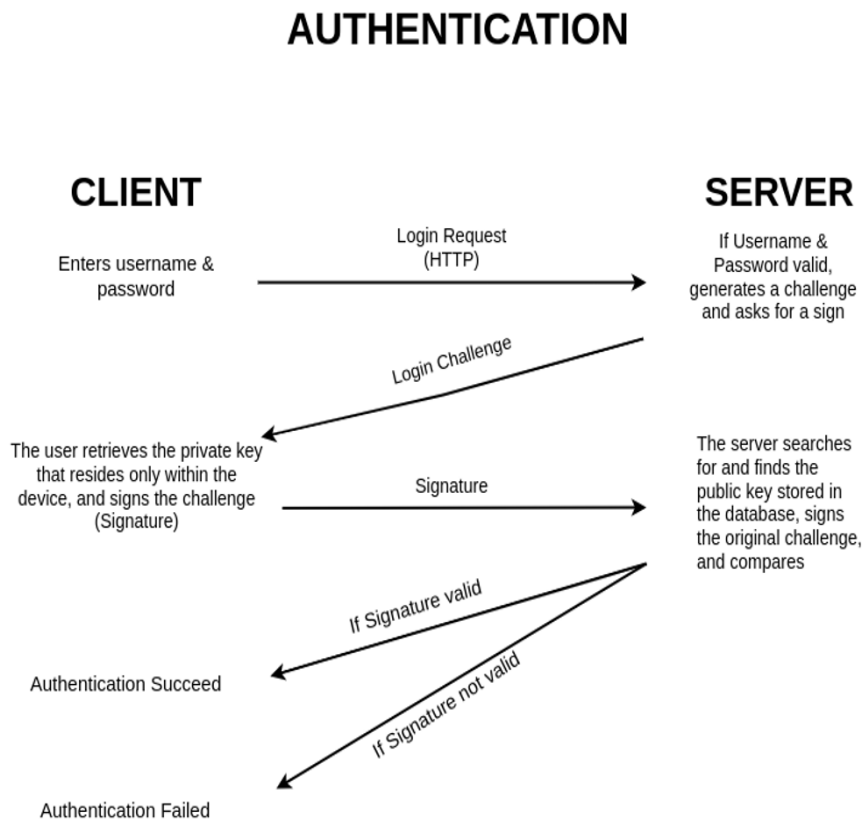 AUTHENTICATION
CLIENT
SERVER
Enters username &
password
Login Request
(HTTP)
If Username &
Password valid,
generates a challenge
and asks for a sign
Login Challenge
The user retrieves the private key
that resides only within the
device, and signs the challenge
(Signature)
Signature
The server searches
for and finds the
public key stored in
the database, signs
the original challenge,
and compares
If Signature valid
Authentication Succeed
If Signature not valid
Authentication Failed